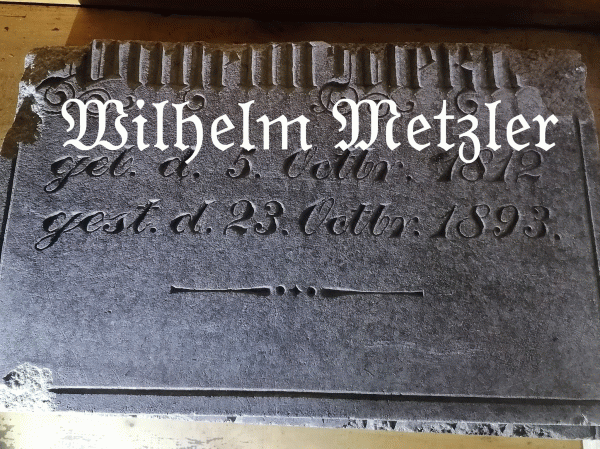 Wilhelm Metzler
geb. d. 5. Octbr. 1812
gest. d. 23. Octbr. 1893.